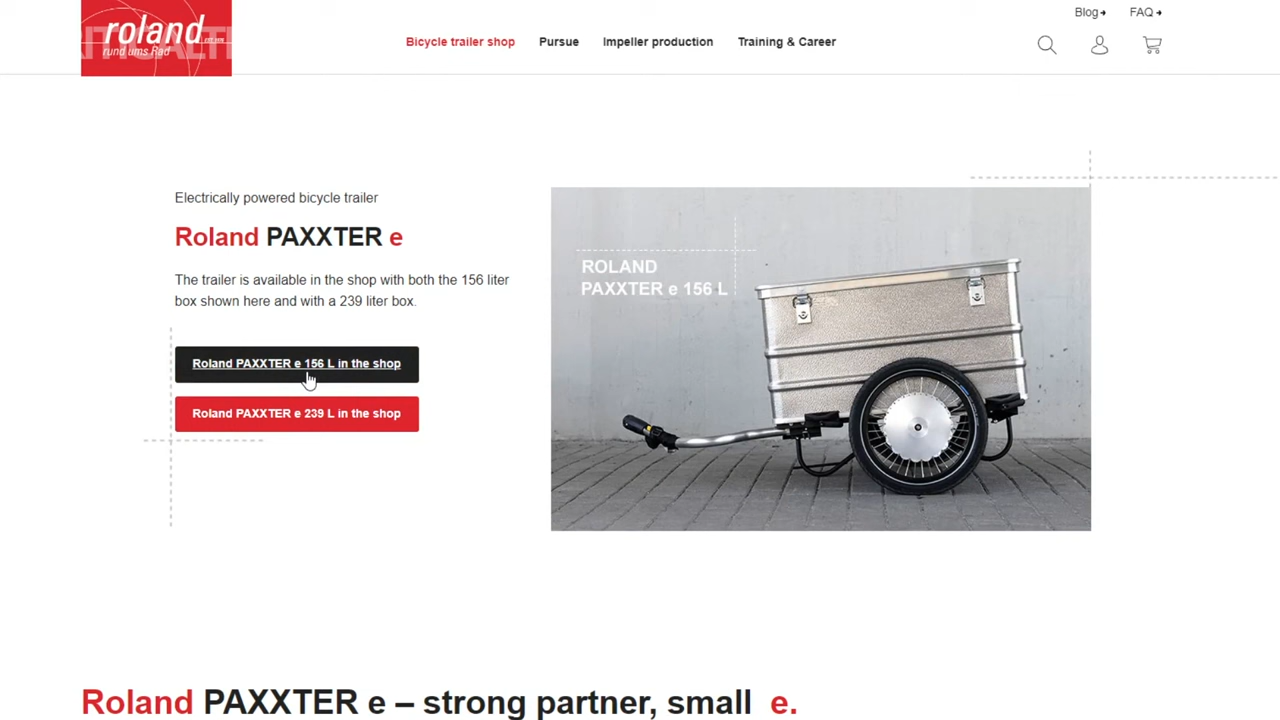 Blog
FAQ
roland
rund ums Rad
Bicycle trailer shop
Pursue
Impeller production
Training & Career
Electrically powered bicycle trailer
Roland PAXXTER e
The trailer is available in the shop with both the 156 liter
box shown here and with a 239 liter box.
Roland PAXXTER e 156 L in the shop
Roland PAXXTER e 239 L in the shop
ROLAND
PAXXTER e 156 L
Roland PAXXTER e – strong partner, small e.